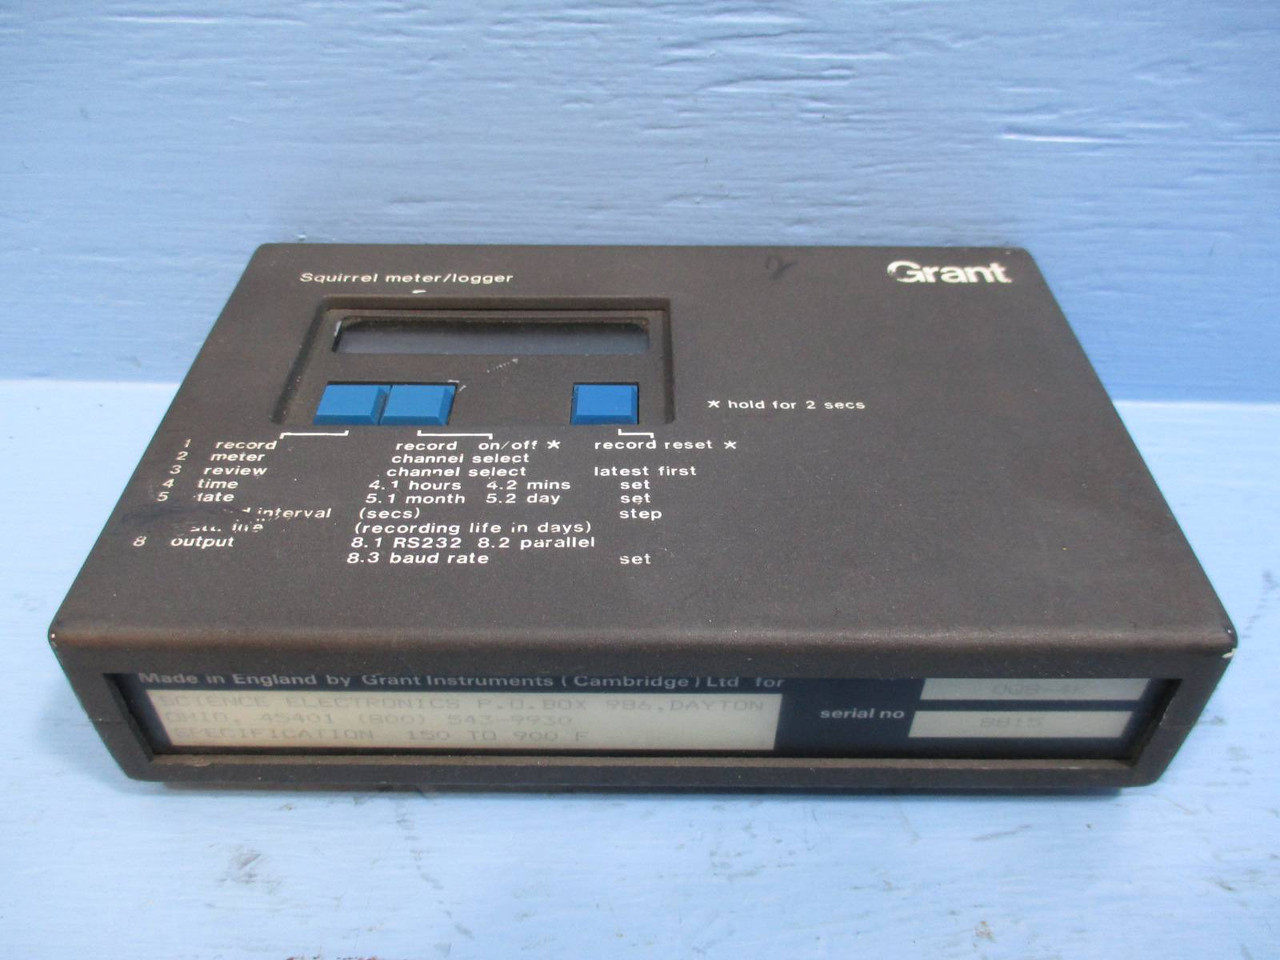 Squirrel meter/logger
Grant
2
* hold for 2 secs
1 record record on/off * record reset *
2 meter channel select
3 review channel select latest first
4 time 4.1 hours 4.2 mins set
5 date 5.1 month 5.2 day set
interval (secs) step
(recording life in days)
8 output 8.1 RS232 8.2 parallel
8.3 baud rate set
Made in England by Grant Instruments (Cambridge) Ltd for
SCIENCE ELECTRONICS P.O.BOX 986,DAYTON
OHIO, 45401 (800) 543-9930
SPECIFICATION 150 TO 900 F
serial no 8815